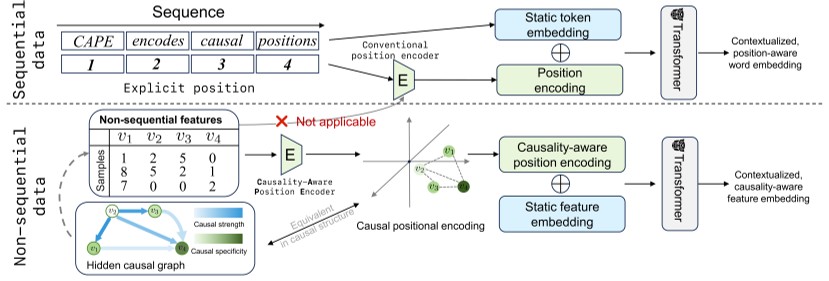 Sequential
data
Sequence
CAPE encodes causal positions
1 2 3 4
Explicit position
Conventional
position encoder
E
Static token
embedding
Position
encoding
Transformer
Contextualized,
position-aware
word embedding
Non-sequential
data
Non-sequential features
v1 v2 v3 v4
Samples
1 2 5 0
8 5 2 1
7 0 0 2
Not applicable
E
Causality-Aware
Position Encoder
v1
v2
v3
v4
Causal positional encoding
Equivalent
in causal structure
v2
v3
v1
v4
Causal strength
Causal specificity
Hidden causal graph
Causality-aware
position encoding
Static feature
embedding
Transformer
Contextualized,
causality-aware
feature embedding